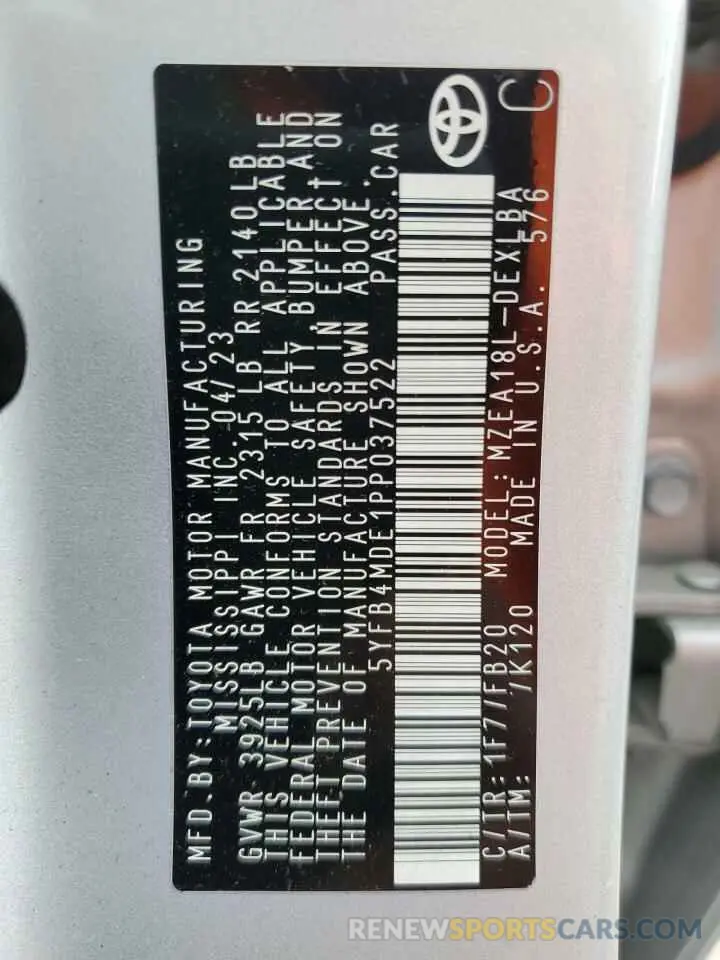 MFD.BY:TOYOTA MOTOR MANUFACTURING
MISSISSIPPI INC. 04/23
GVWR 3925LB GAWR FR 2315 LB RR 2140LB
THIS VEHICLE CONFORMS TO ALL APPLICABLE
FEDERAL MOTOR VEHICLE SAFETY,BUMPER AND
THEFT PREVENTION STANDARDS IN EFFECT ON
THE DATE OF MANUFACTURE SHOWN ABOVE.
5YFB4MDE1PP037522 PASS.CAR
C/TR:1F7/FB20 MODEL:MZEA18L-DEXLBA C
A/TM: /K120 MADE IN U.S.A. 576
RENEWSPORTSCARS.COM